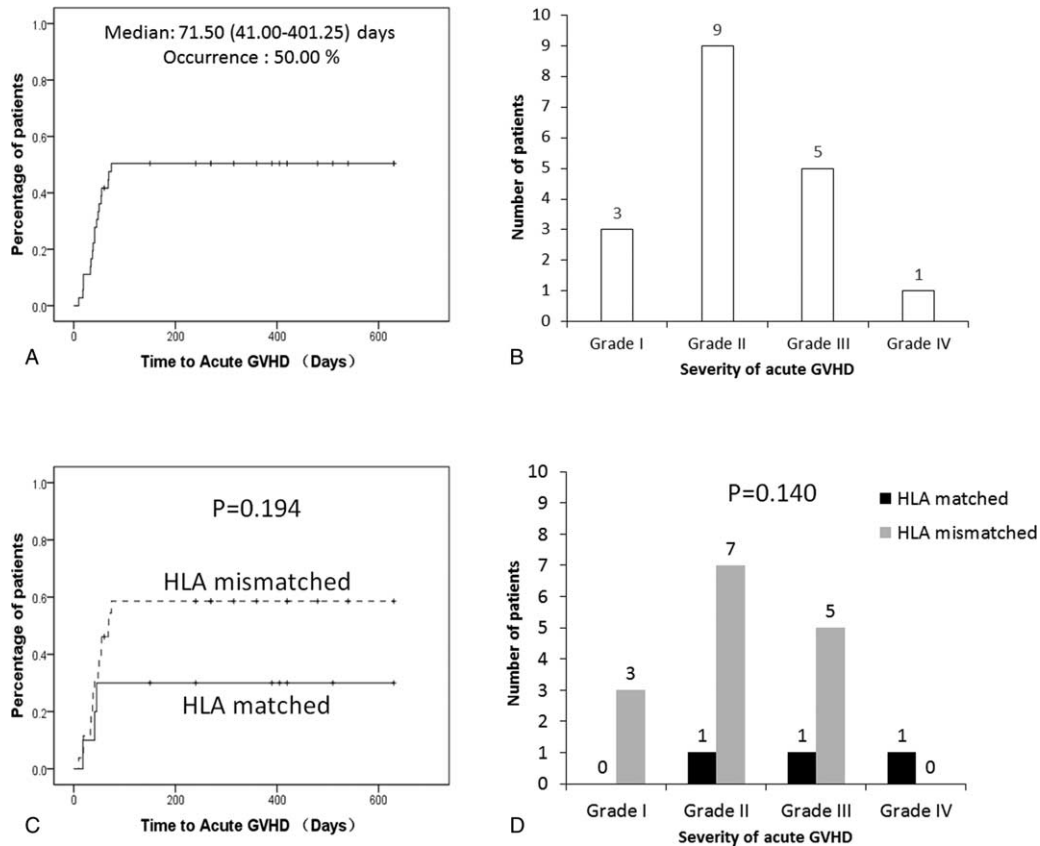 Median: 71.50 (41.00-401.25) days
Occurrence : 50.00 %
Percentage of patients
1.0
0.8
0.6
0.4
0.2
0.0
0
200
400
600
Time to Acute GVHD （Days）
A
Number of patients
10
9
8
7
6
5
4
3
2
1
0
3
9
5
1
Grade I
Grade II
Grade III
Grade IV
Severity of acute GVHD
B
Percentage of patients
1.0
0.8
0.6
0.4
0.2
0.0
P=0.194
HLA mismatched
HLA matched
0
200
400
600
Time to Acute GVHD （Days）
C
Number of patients
10
9
8
7
6
5
4
3
2
1
0
P=0.140
HLA matched
HLA mismatched
0
3
1
7
1
5
1
0
Grade I
Grade II
Grade III
Grade IV
Severity of acute GVHD
D